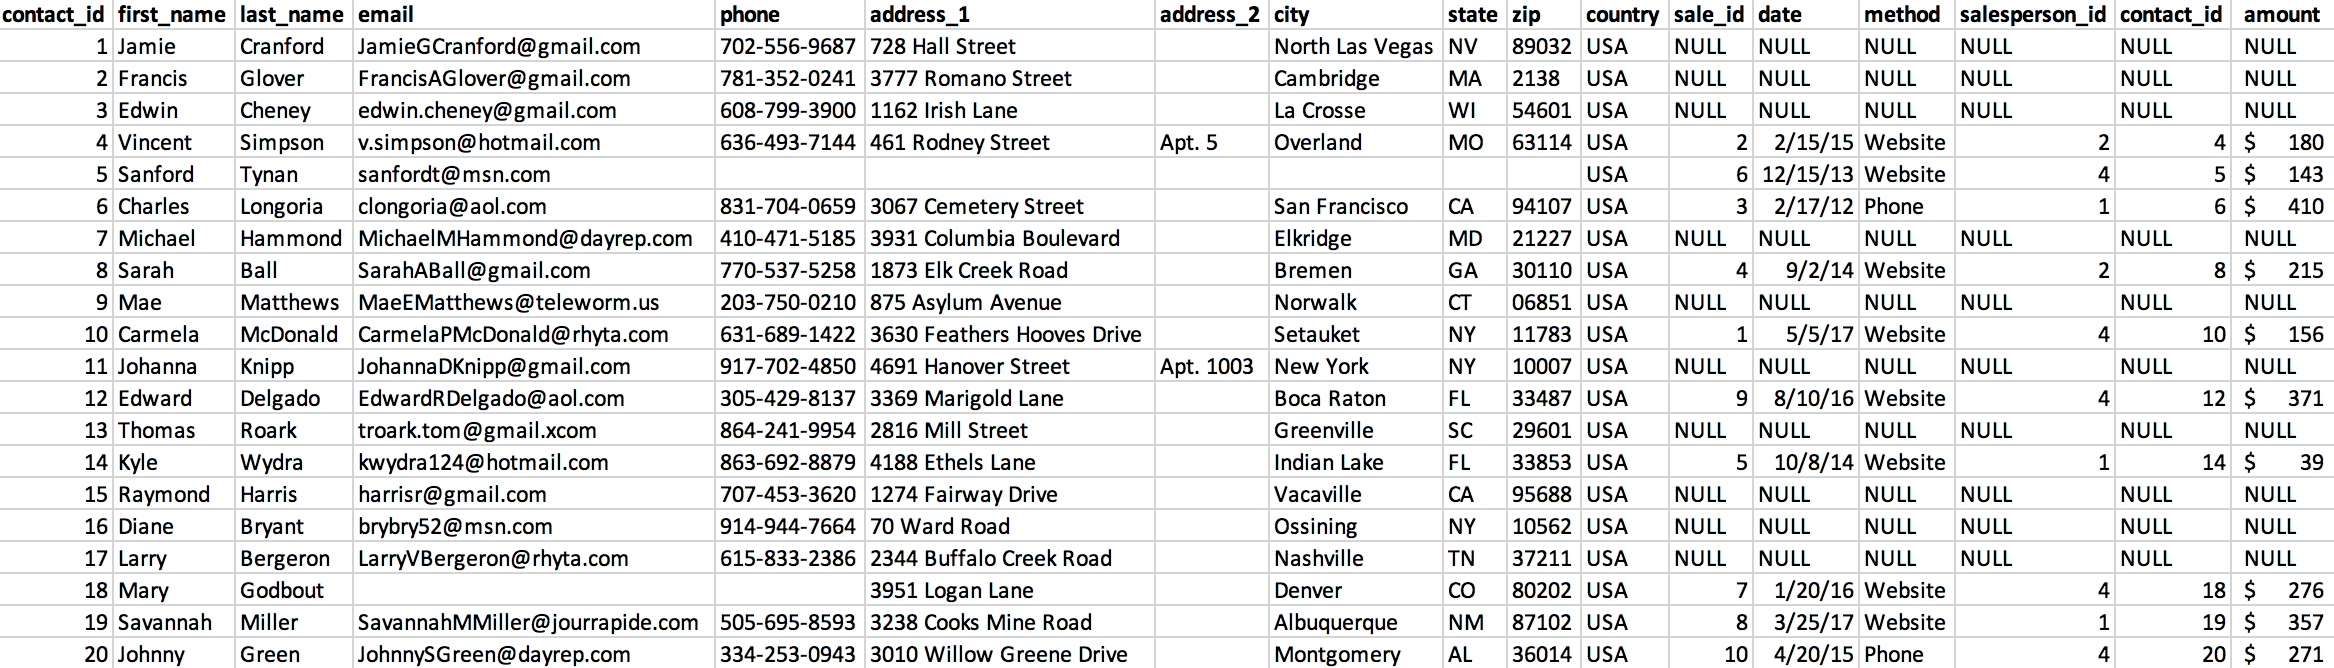 contact_id first_name last_name email phone address_1 address_2 city state zip country sale_id date method salesperson_id contact_id amount
1 Jamie Cranford JamieGCranford@gmail.com 702-556-9687 728 Hall Street North Las Vegas NV 89032 USA NULL NULL NULL NULL NULL NULL
2 Francis Glover FrancisAGlover@gmail.com 781-352-0241 3777 Romano Street Cambridge MA 2138 USA NULL NULL NULL NULL NULL NULL
3 Edwin Cheney edwin.cheney@gmail.com 608-799-3900 1162 Irish Lane La Crosse WI 54601 USA NULL NULL NULL NULL NULL NULL
4 Vincent Simpson v.simpson@hotmail.com 636-493-7144 461 Rodney Street Apt. 5 Overland MO 63114 USA 2 2/15/15 Website 2 4 $ 180
5 Sanford Tynan sanfordt@msn.com USA 6 12/15/13 Website 4 5 $ 143
6 Charles Longoria clongoria@aol.com 831-704-0659 3067 Cemetery Street San Francisco CA 94107 USA 3 2/17/12 Phone 1 6 $ 410
7 Michael Hammond MichaelMHammond@dayrep.com 410-471-5185 3931 Columbia Boulevard Elkridge MD 21227 USA NULL NULL NULL NULL NULL NULL
8 Sarah Ball SarahABall@gmail.com 770-537-5258 1873 Elk Creek Road Bremen GA 30110 USA 4 9/2/14 Website 2 8 $ 215
9 Mae Matthews MaeEMatthews@teleworm.us 203-750-0210 875 Asylum Avenue Norwalk CT 06851 USA NULL NULL NULL NULL NULL NULL
10 Carmela McDonald CarmelaPMcDonald@rhyta.com 631-689-1422 3630 Feathers Hooves Drive Setauket NY 11783 USA 1 5/5/17 Website 4 10 $ 156
11 Johanna Knipp JohannaDKnipp@gmail.com 917-702-4850 4691 Hanover Street Apt. 1003 New York NY 10007 USA NULL NULL NULL NULL NULL NULL
12 Edward Delgado EdwardRDelgado@aol.com 305-429-8137 3369 Marigold Lane Boca Raton FL 33487 USA 9 8/10/16 Website 4 12 $ 371
13 Thomas Roark troark.tom@gmail.xcom 864-241-9954 2816 Mill Street Greenville SC 29601 USA NULL NULL NULL NULL NULL NULL
14 Kyle Wydra kwydra124@hotmail.com 863-692-8879 4188 Ethels Lane Indian Lake FL 33853 USA 5 10/8/14 Website 1 14 $ 39
15 Raymond Harris harrisr@gmail.com 707-453-3620 1274 Fairway Drive Vacaville CA 95688 USA NULL NULL NULL NULL NULL NULL
16 Diane Bryant brybry52@msn.com 914-944-7664 70 Ward Road Ossining NY 10562 USA NULL NULL NULL NULL NULL NULL
17 Larry Bergeron LarryVBergeron@rhyta.com 615-833-2386 2344 Buffalo Creek Road Nashville TN 37211 USA NULL NULL NULL NULL NULL NULL
18 Mary Godbout 3951 Logan Lane Denver CO 80202 USA 7 1/20/16 Website 4 18 $ 276
19 Savannah Miller SavannahMMiller@jourrapide.com 505-695-8593 3238 Cooks Mine Road Albuquerque NM 87102 USA 8 3/25/17 Website 1 19 $ 357
20 Johnny Green JohnnySGreen@dayrep.com 334-253-0943 3010 Willow Greene Drive Montgomery AL 36014 USA 10 4/20/15 Phone 4 20 $ 271